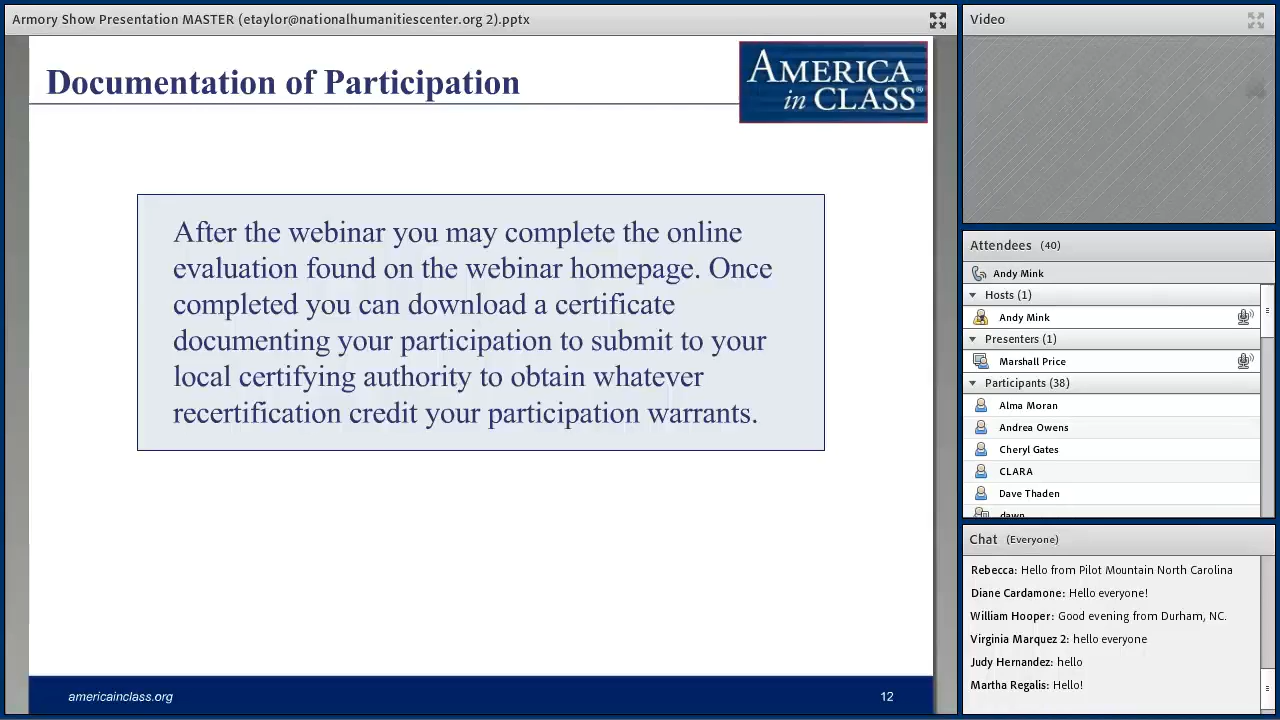 Armory Show Presentation MASTER (etaylor@nationalhumanitiescenter.org 2).pptx
Documentation of Participation
AMERICA
in CLASS®
After the webinar you may complete the online
evaluation found on the webinar homepage. Once
completed you can download a certificate
documenting your participation to submit to your
local certifying authority to obtain whatever
recertification credit your participation warrants.
americainclass.org
12
Video
Attendees (40)
Andy Mink
Hosts (1)
Andy Mink
Presenters (1)
Marshall Price
Participants (38)
Alma Moran
Andrea Owens
Cheryl Gates
CLARA
Dave Thaden
dawn
Chat (Everyone)
Rebecca: Hello from Pilot Mountain North Carolina
Diane Cardamone: Hello everyone!
William Hooper: Good evening from Durham, NC.
Virginia Marquez 2: hello everyone
Judy Hernandez: hello
Martha Regalis: Hello!